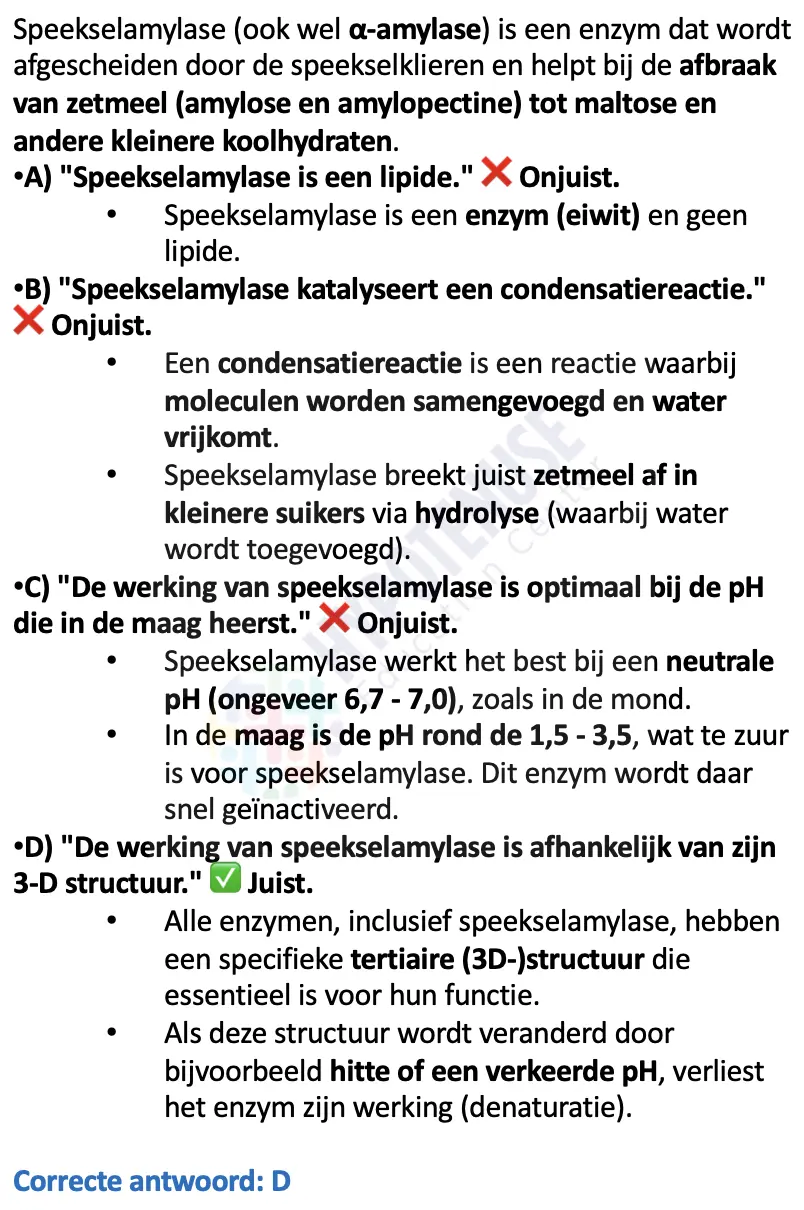 Speekselamylase (ook wel α-amylase) is een enzym dat wordt
afgescheiden door de speekselklieren en helpt bij de afbraak
van zetmeel (amylose en amylopectine) tot maltose en
andere kleinere koolhydraten.
•A) "Speekselamylase is een lipide." ❌ Onjuist.
• Speekselamylase is een enzym (eiwit) en geen
lipide.
•B) "Speekselamylase katalyseert een condensatiereactie."
❌ Onjuist.
• Een condensatiereactie is een reactie waarbij
moleculen worden samengevoegd en water
vrijkomt.
• Speekselamylase breekt juist zetmeel af in
kleinere suikers via hydrolyse (waarbij water
wordt toegevoegd).
•C) "De werking van speekselamylase is optimaal bij de pH
die in de maag heerst." ❌ Onjuist.
• Speekselamylase werkt het best bij een neutrale
pH (ongeveer 6,7 - 7,0), zoals in de mond.
• In de maag is de pH rond de 1,5 - 3,5, wat te zuur
is voor speekselamylase. Dit enzym wordt daar
snel geïnactiveerd.
•D) "De werking van speekselamylase is afhankelijk van zijn
3-D structuur." ✅ Juist.
• Alle enzymen, inclusief speekselamylase, hebben
een specifieke tertiaire (3D-)structuur die
essentieel is voor hun functie.
• Als deze structuur wordt veranderd door
bijvoorbeeld hitte of een verkeerde pH, verliest
het enzym zijn werking (denaturatie).
Correcte antwoord: D
HYPOTENUSE
Education Center